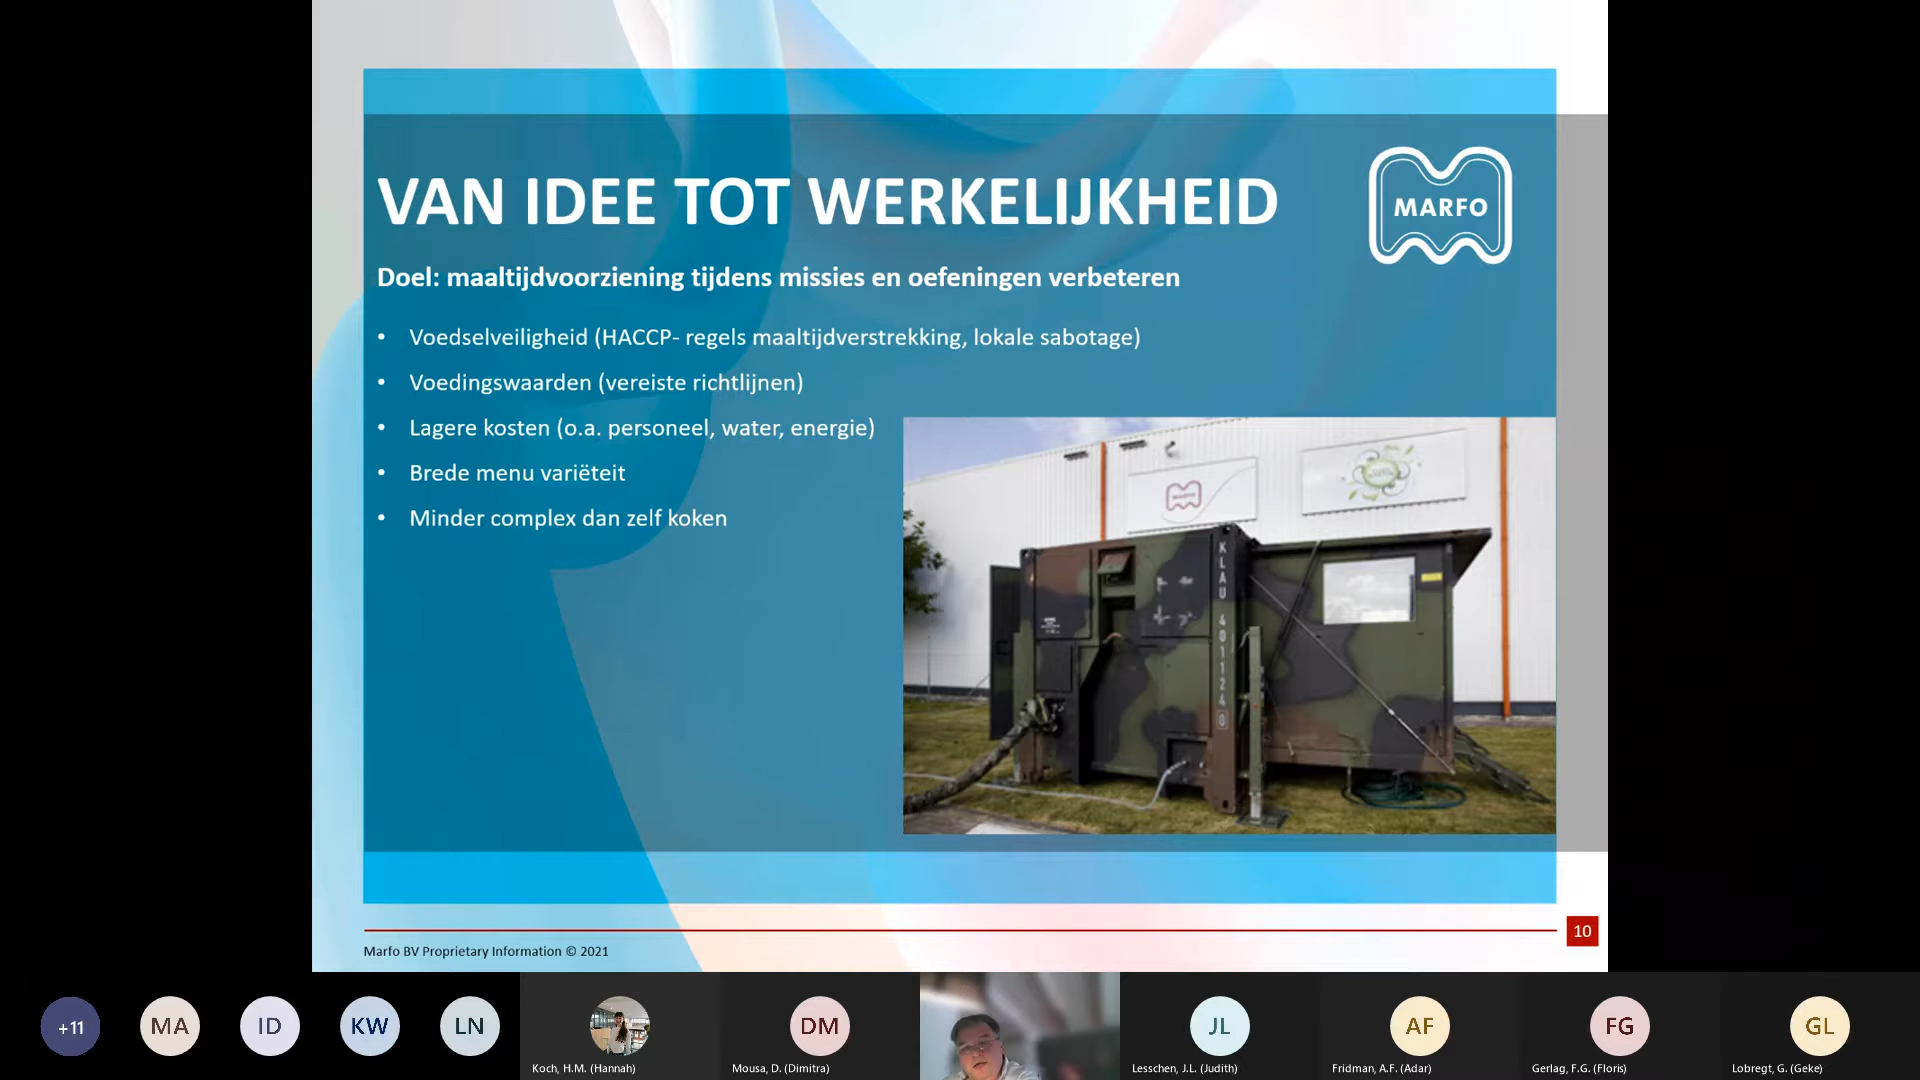 VAN IDEE TOT WERKELIJKHEID
MARFO
Doel: maaltijdvoorziening tijdens missies en oefeningen verbeteren
• Voedselveiligheid (HACCP- regels maaltijdverstrekking, lokale sabotage)
• Voedingswaarden (vereiste richtlijnen)
• Lagere kosten (o.a. personeel, water, energie)
• Brede menu variëteit
• Minder complex dan zelf koken
KLAU 401124 0
10
Marfo BV Proprietary Information © 2021
+11
MA
ID
KW
LN
DM
JL
AF
FG
GL
Koch, H.M. (Hannah)
Mousa, D. (Dimitra)
Lesschen, J.L. (Judith)
Fridman, A.F. (Adar)
Gerlag, F.G. (Floris)
Lobregt, G. (Geke)